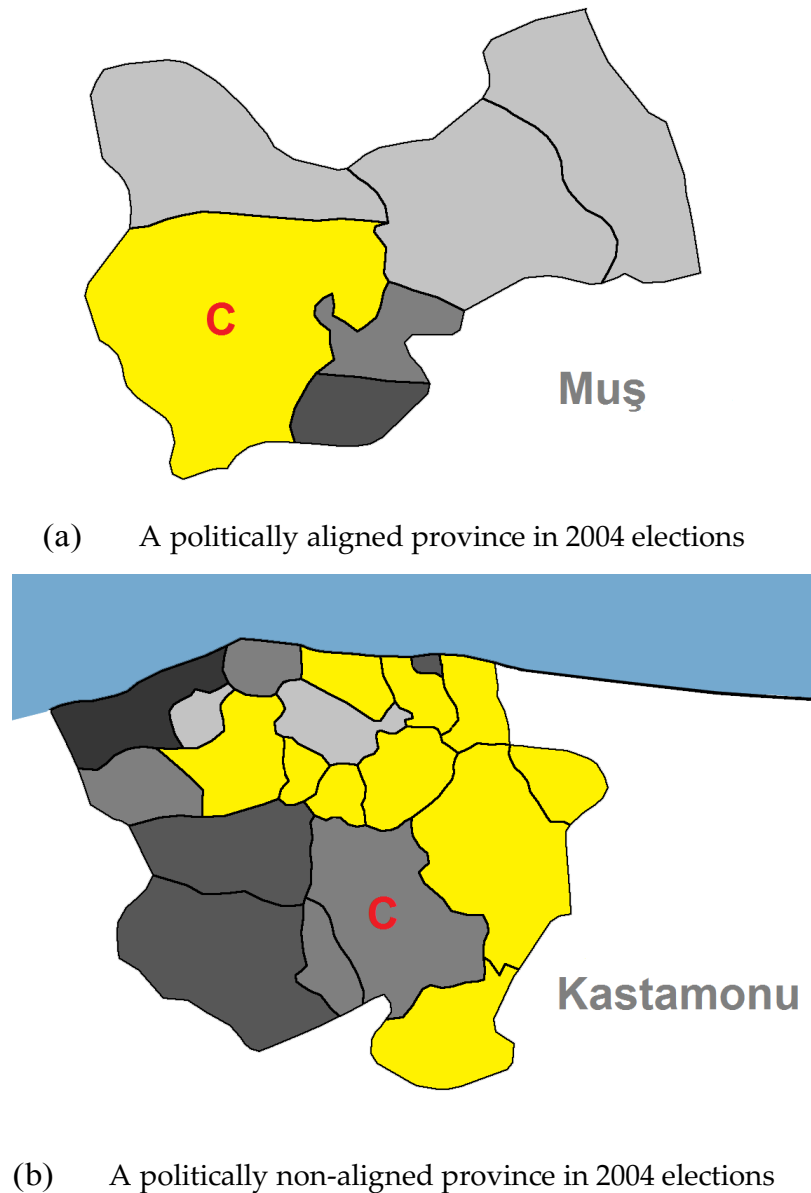 C
Muş
(a) A politically aligned province in 2004 elections
C
Kastamonu
(b) A politically non-aligned province in 2004 elections